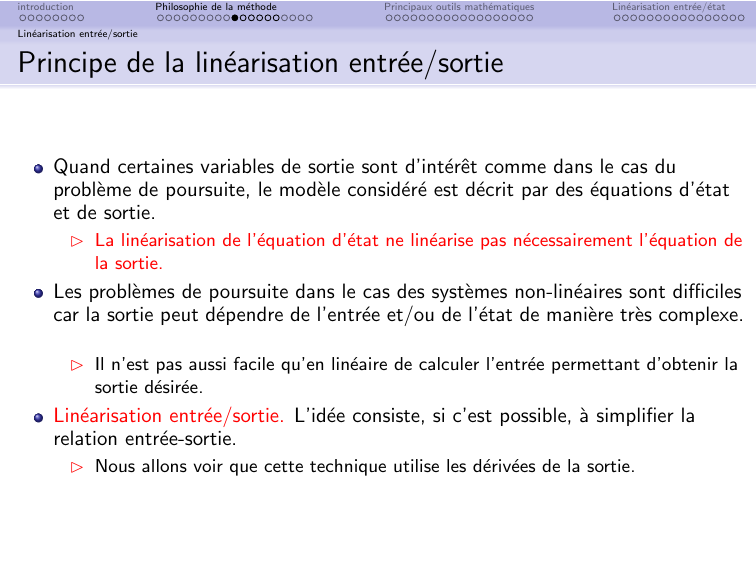 introduction Philosophie de la méthode Principaux outils mathématiques Linéarisation entrée/état
Linéarisation entrée/sortie
Principe de la linéarisation entrée/sortie
Quand certaines variables de sortie sont d'intérêt comme dans le cas du
problème de poursuite, le modèle considéré est décrit par des équations d'état
et de sortie.
▷ La linéarisation de l'équation d'état ne linéarise pas nécessairement l'équation de
la sortie.
Les problèmes de poursuite dans le cas des systèmes non-linéaires sont difficiles
car la sortie peut dépendre de l'entrée et/ou de l'état de manière très complexe.
▷ Il n'est pas aussi facile qu'en linéaire de calculer l'entrée permettant d'obtenir la
sortie désirée.
Linéarisation entrée/sortie. L'idée consiste, si c'est possible, à simplifier la
relation entrée-sortie.
▷ Nous allons voir que cette technique utilise les dérivées de la sortie.